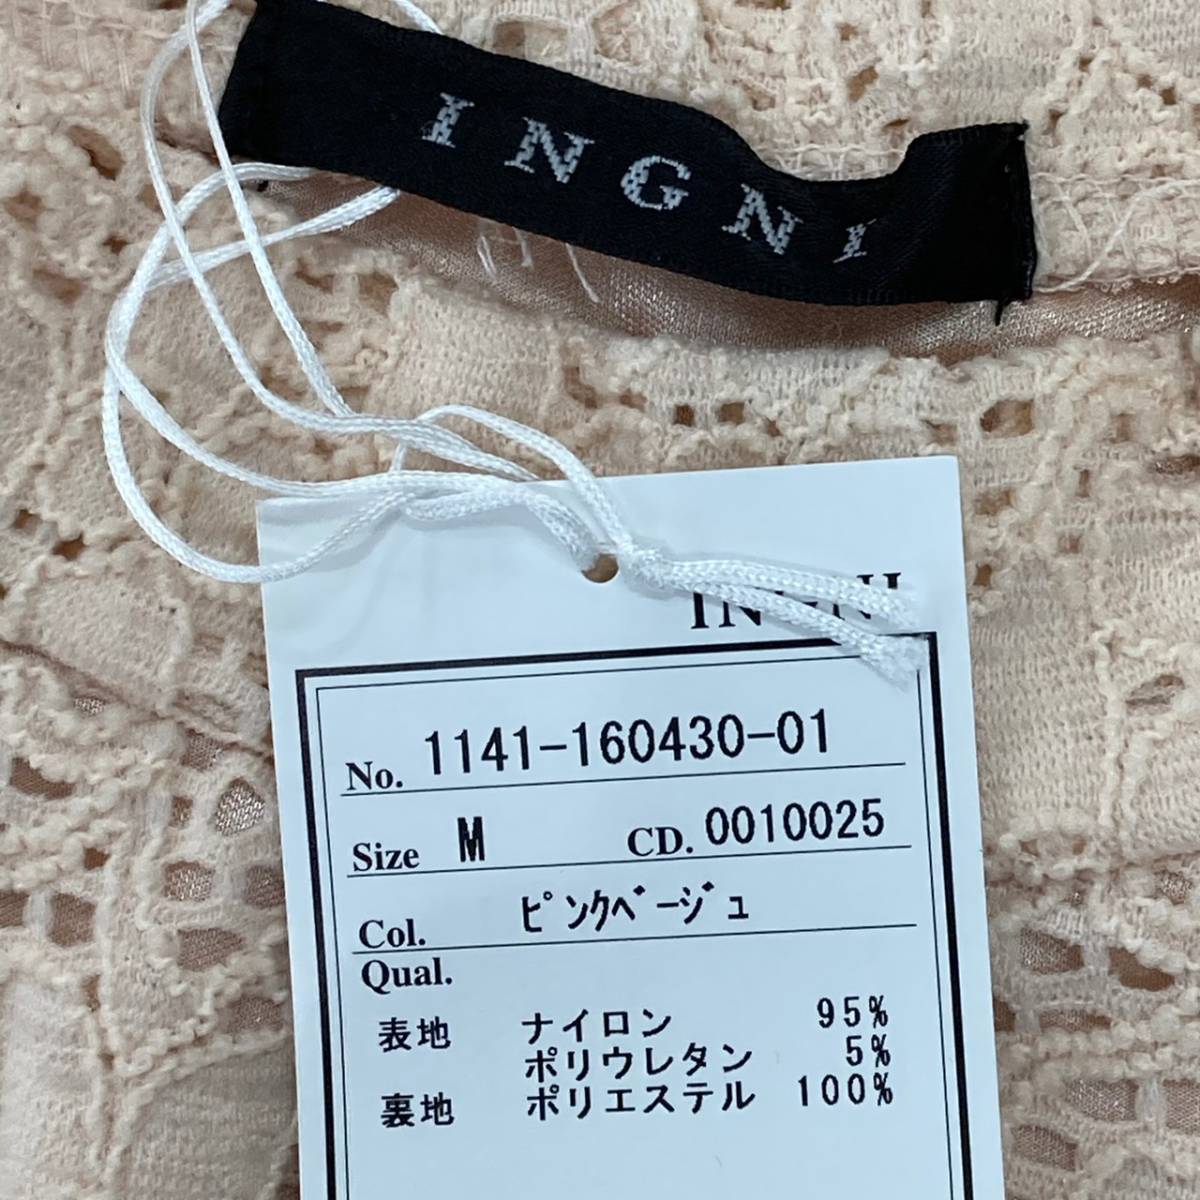 INGNI
INGNI
No. 1141-160430-01
Size M CD. 0010025
Col. ﾋﾟﾝｸﾍﾞｰｼﾞｭ
Qual.
表地 ナイロン 95%
ポリウレタン 5%
裏地 ポリエステル 100%